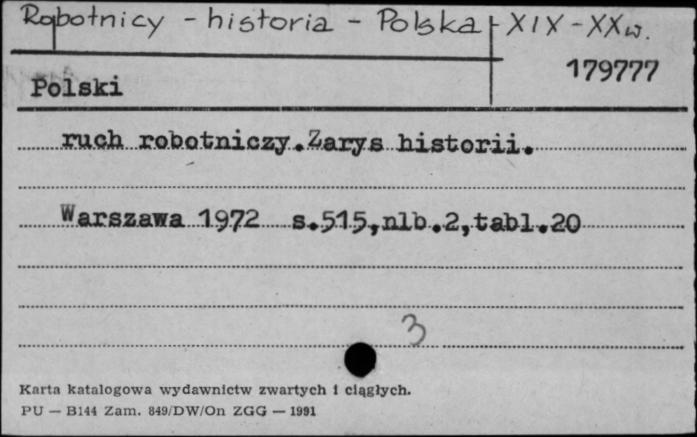 Robotnicy - historia - Polska - XIX - XXw.
179777
Polski
ruch robotniczy.Zarys historii.
Warszawa 1972 s.515,nlb.2,tabl.20
3
Karta katalogowa wydawnictw zwartych i ciągłych.
PU — B144 Zam. 849/DW/On ZGG — 1991